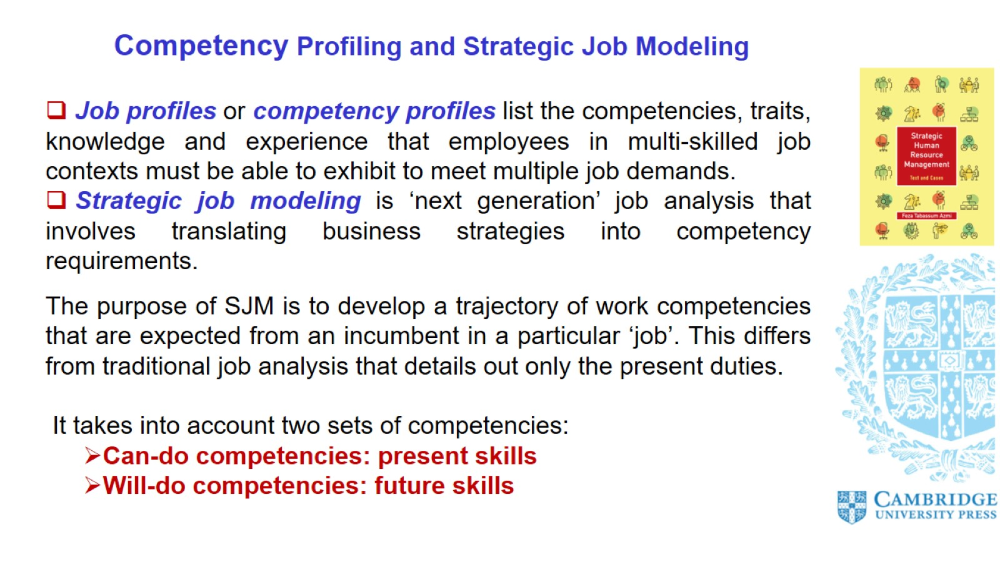 Competency Profiling and Strategic Job Modeling
❑ Job profiles or competency profiles list the competencies, traits,
knowledge and experience that employees in multi-skilled job
contexts must be able to exhibit to meet multiple job demands.
❑ Strategic job modeling is ‘next generation’ job analysis that
involves translating business strategies into competency
requirements.
The purpose of SJM is to develop a trajectory of work competencies
that are expected from an incumbent in a particular ‘job’. This differs
from traditional job analysis that details out only the present duties.
It takes into account two sets of competencies:
➢Can-do competencies: present skills
➢Will-do competencies: future skills
Strategic
Human
Resource
Management
Text and Cases
Feza Tabassum Azmi
CAMBRIDGE
UNIVERSITY PRESS